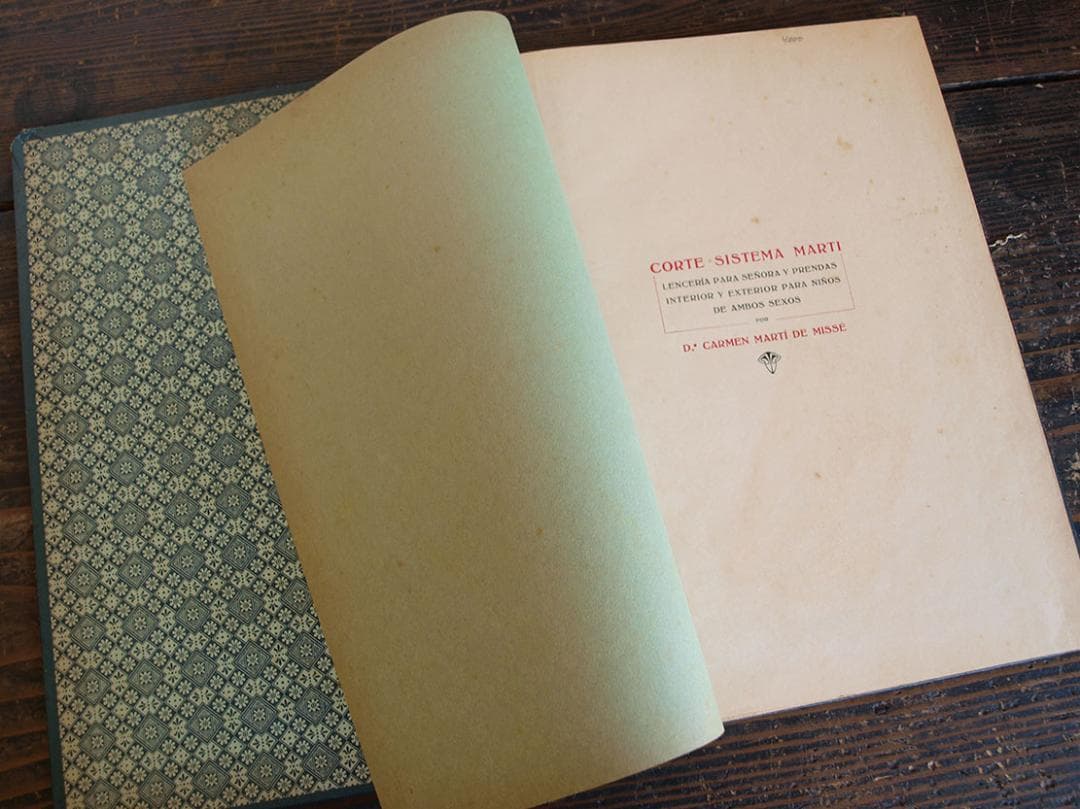 CORTE SISTEMA MARTI
LENCERÍA PARA SEÑORA Y PRENDAS
INTERIOR Y EXTERIOR PARA NIÑOS
DE AMBOS SEXOS
POR
D.ª CARMEN MARTÍ DE MISSÉ